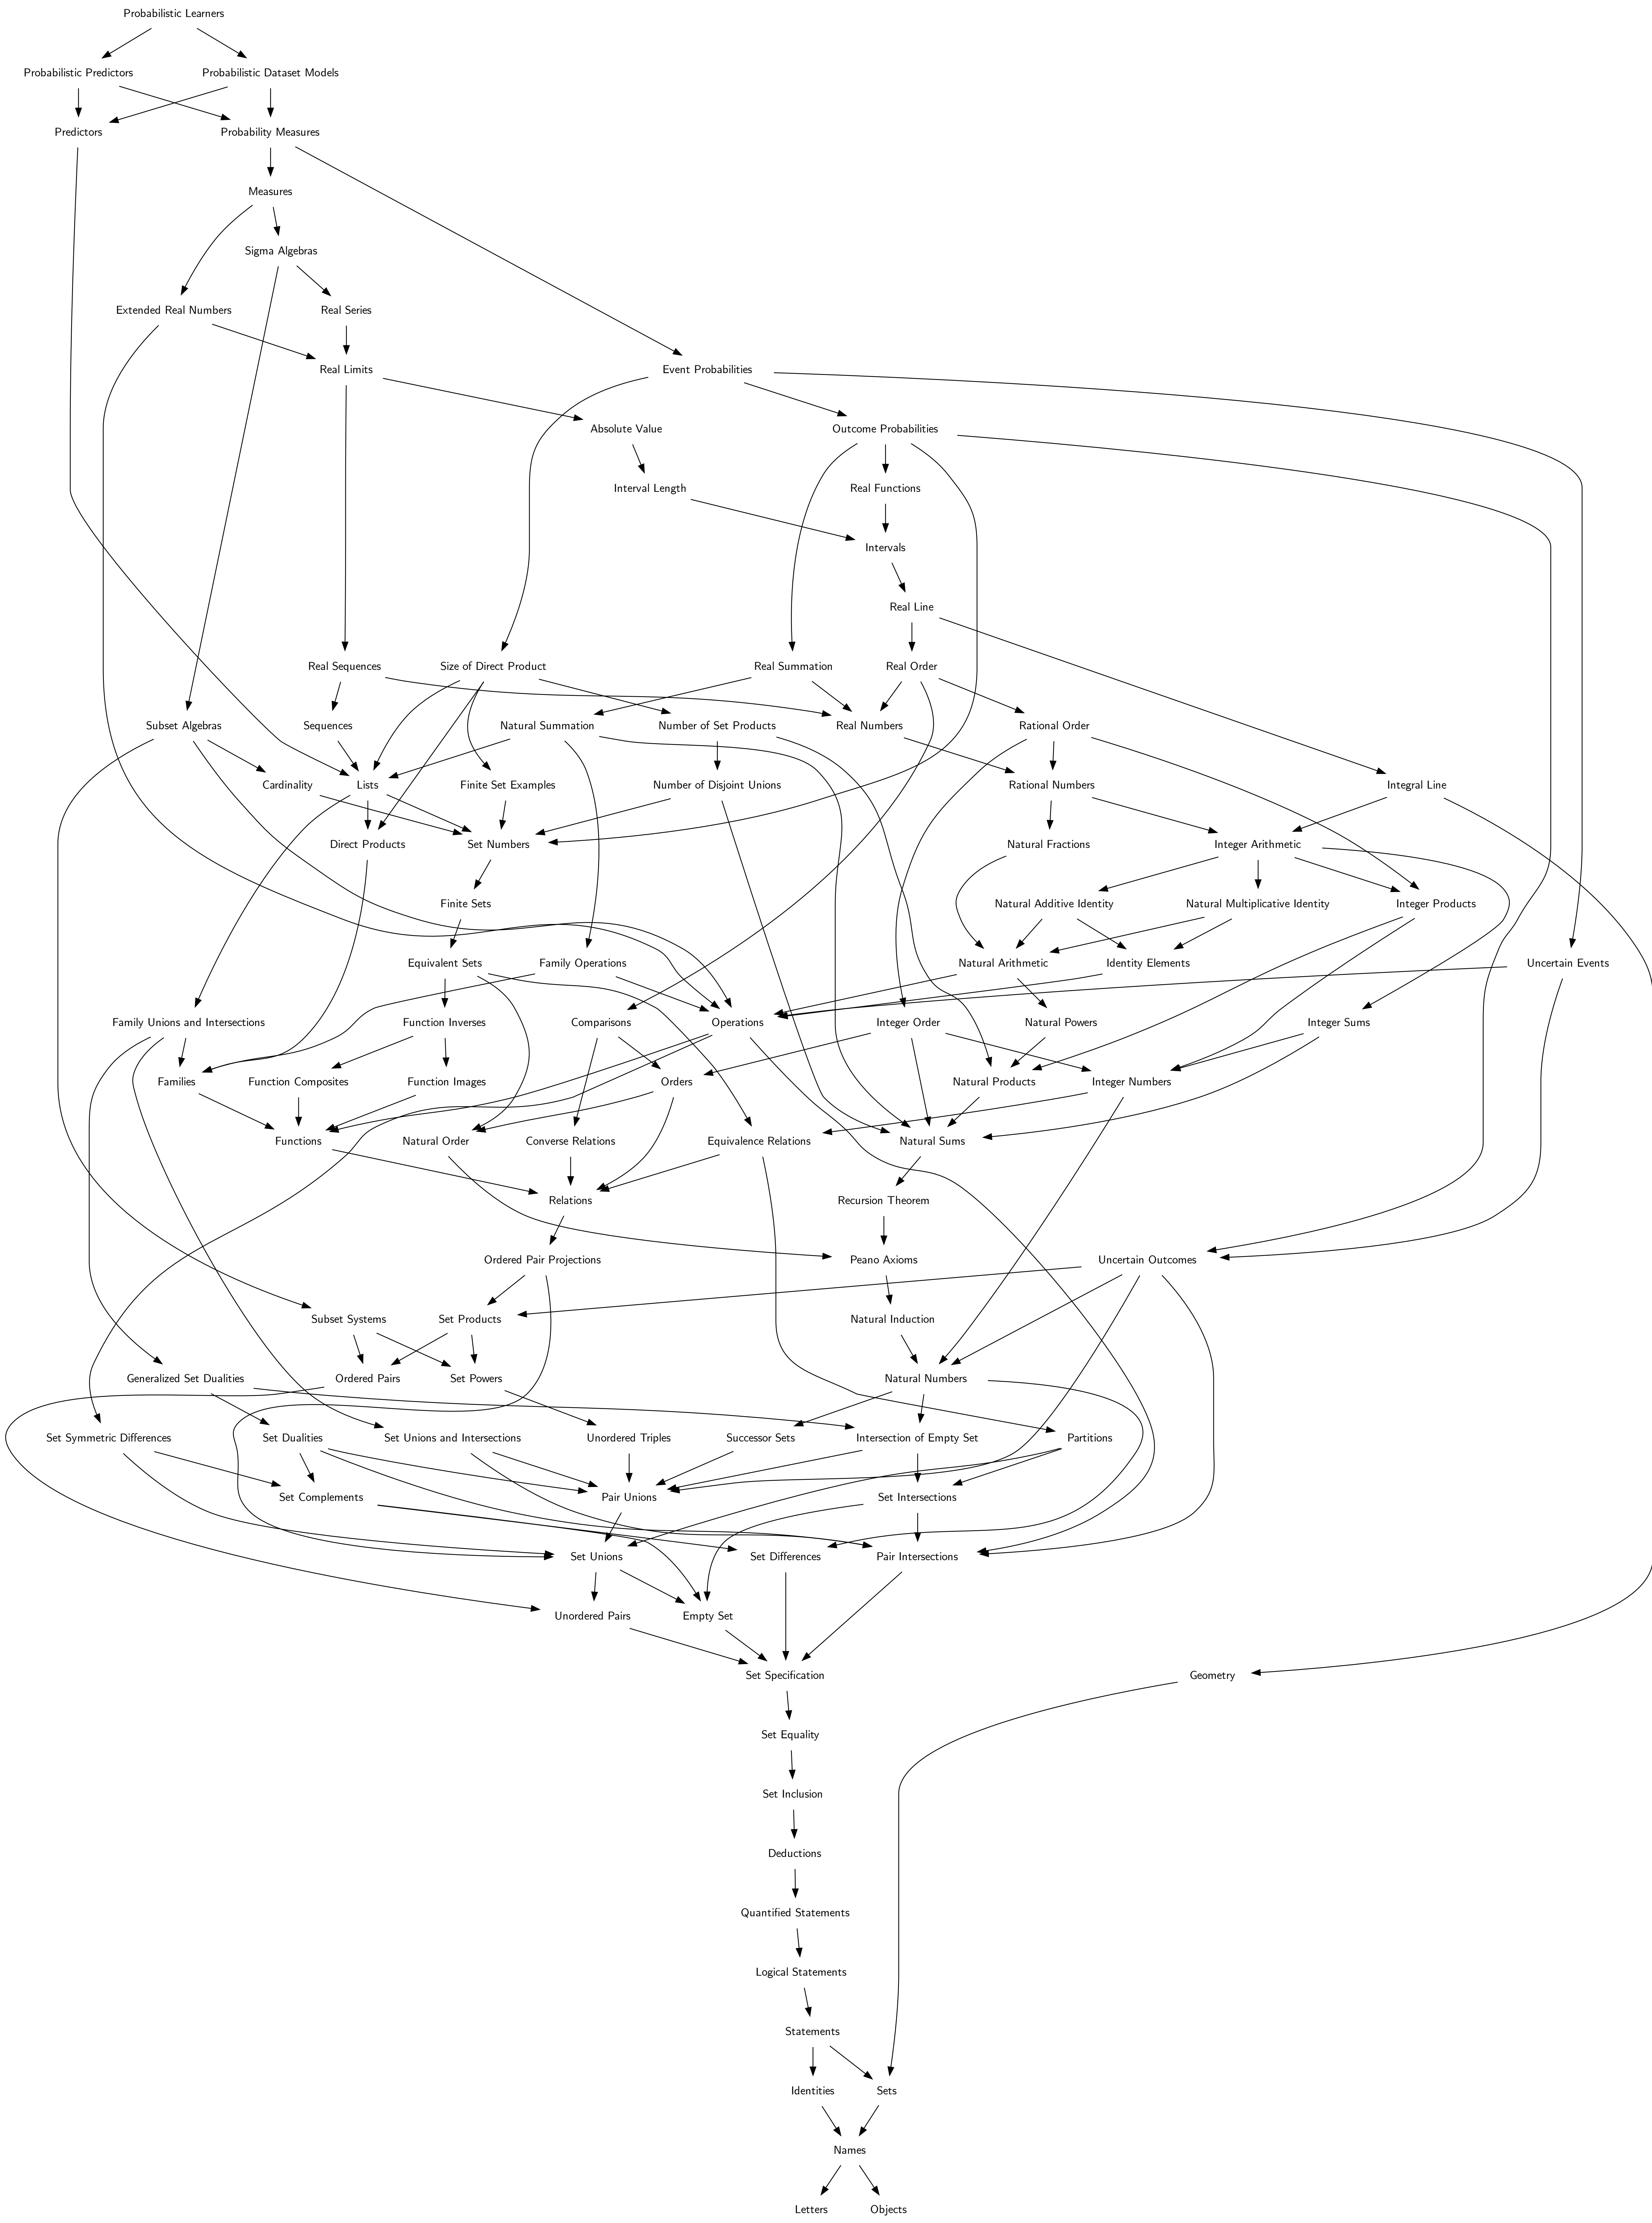 Probabilistic Learners
Probabilistic Predictors
Probabilistic Dataset Models
Predictors
Probability Measures
Measures
Sigma Algebras
Extended Real Numbers
Real Series
Real Limits
Event Probabilities
Absolute Value
Outcome Probabilities
Interval Length
Real Functions
Intervals
Real Line
Real Sequences
Size of Direct Product
Real Summation
Real Order
Subset Algebras
Sequences
Natural Summation
Number of Set Products
Real Numbers
Rational Order
Cardinality
Lists
Finite Set Examples
Number of Disjoint Unions
Rational Numbers
Integral Line
Direct Products
Set Numbers
Natural Fractions
Integer Arithmetic
Finite Sets
Natural Additive Identity
Natural Multiplicative Identity
Integer Products
Equivalent Sets
Family Operations
Natural Arithmetic
Identity Elements
Uncertain Events
Family Unions and Intersections
Function Inverses
Comparisons
Operations
Integer Order
Natural Powers
Integer Sums
Families
Function Composites
Function Images
Orders
Natural Products
Integer Numbers
Functions
Natural Order
Converse Relations
Equivalence Relations
Natural Sums
Relations
Recursion Theorem
Ordered Pair Projections
Peano Axioms
Uncertain Outcomes
Subset Systems
Set Products
Natural Induction
Generalized Set Dualities
Ordered Pairs
Set Powers
Natural Numbers
Set Symmetric Differences
Set Dualities
Set Unions and Intersections
Unordered Triples
Successor Sets
Intersection of Empty Set
Partitions
Set Complements
Pair Unions
Set Intersections
Set Unions
Set Differences
Pair Intersections
Unordered Pairs
Empty Set
Set Specification
Geometry
Set Equality
Set Inclusion
Deductions
Quantified Statements
Logical Statements
Statements
Identities
Sets
Names
Letters
Objects